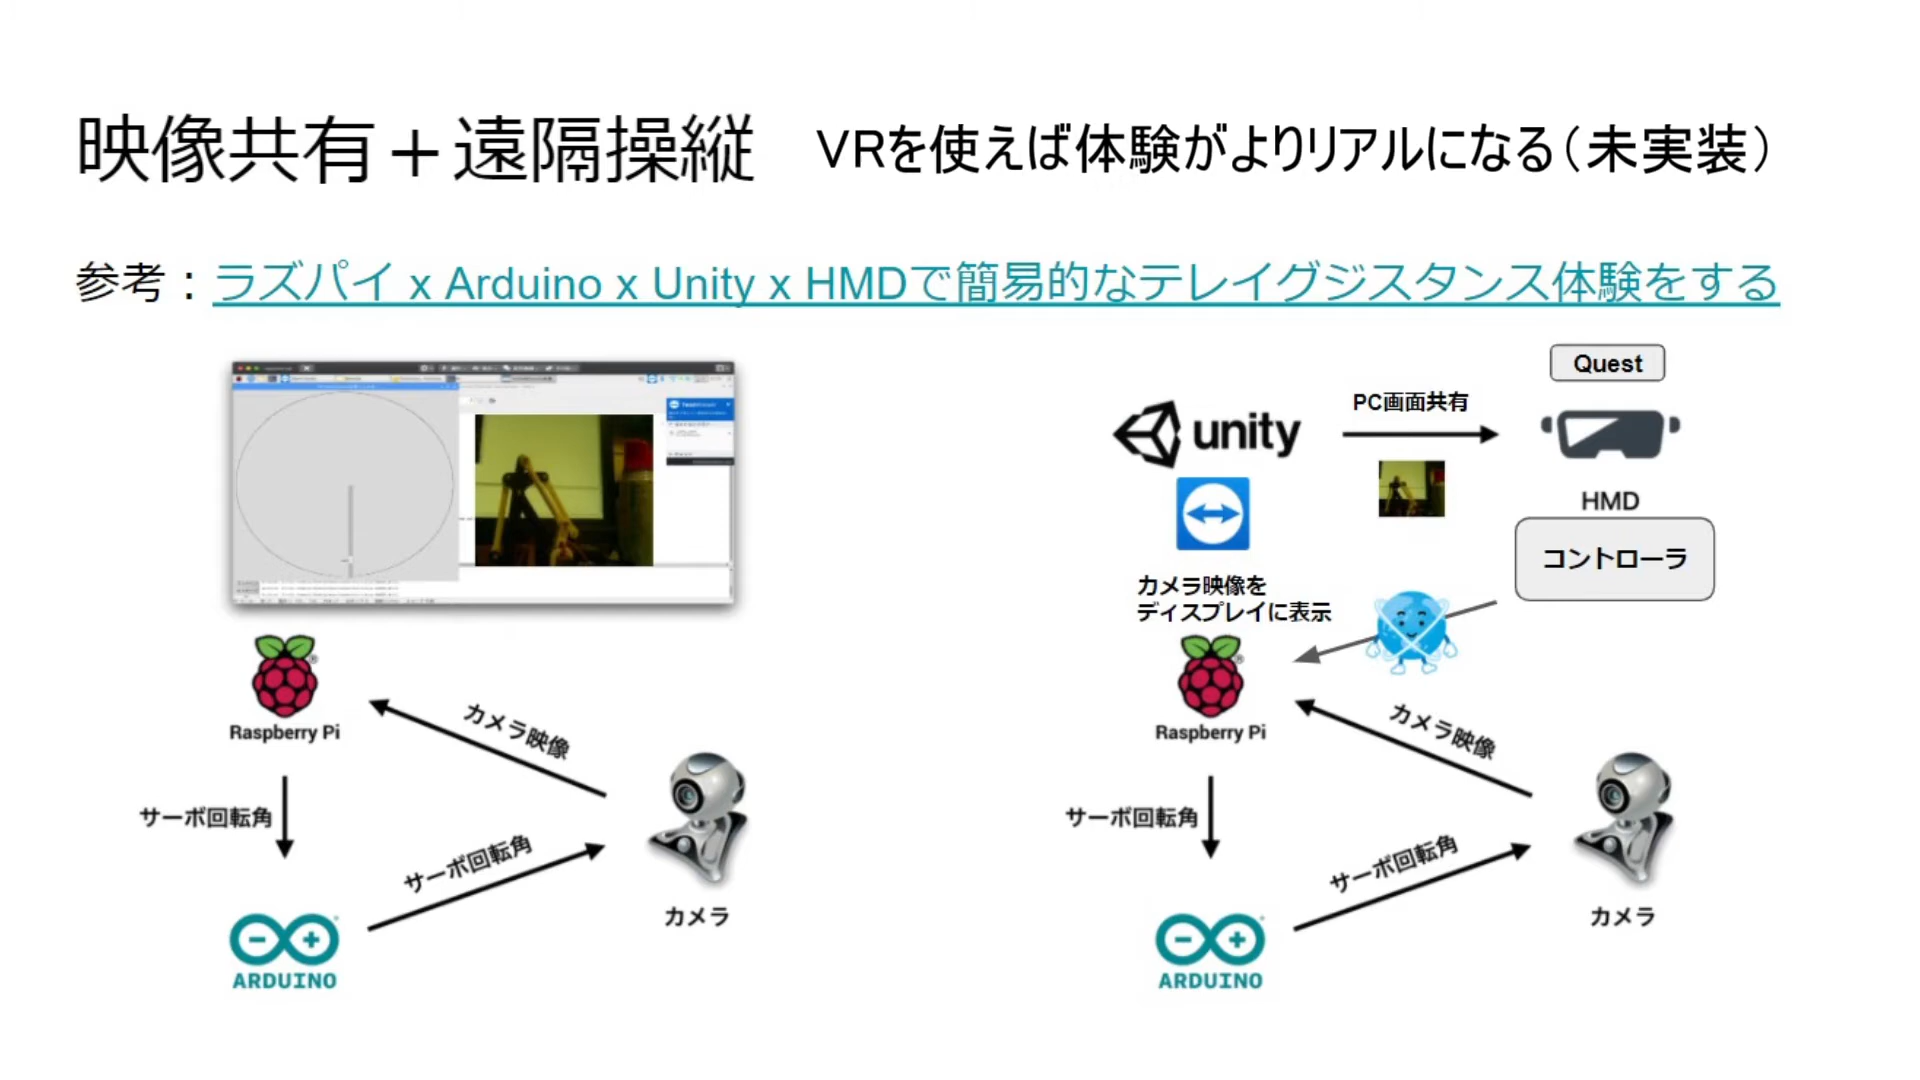 映像共有＋遠隔操縦 VRを使えば体験がよりリアルになる（未実装）
参考：ラズパイ x Arduino x Unity x HMDで簡易的なテレイグジスタンス体験をする
Raspberry Pi
カメラ映像
サーボ回転角
サーボ回転角
カメラ
ARDUINO
Quest
unity
PC画面共有
HMD
コントローラ
カメラ映像を
ディスプレイに表示
Raspberry Pi
カメラ映像
サーボ回転角
サーボ回転角
カメラ
ARDUINO